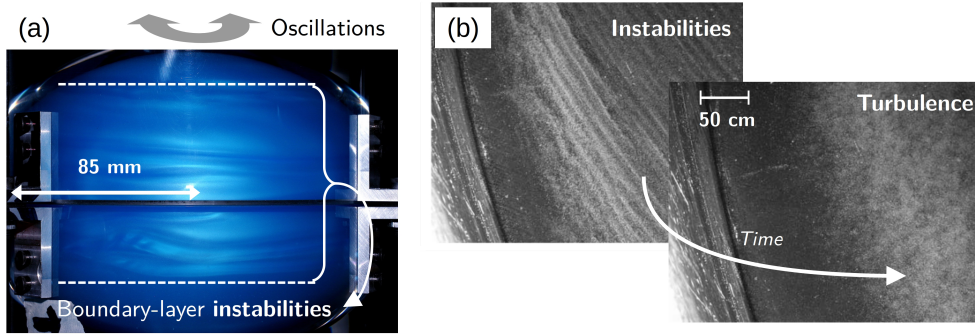 (a)
Oscillations
85 mm
Boundary-layer instabilities
(b)
Instabilities
Turbulence
50 cm
Time